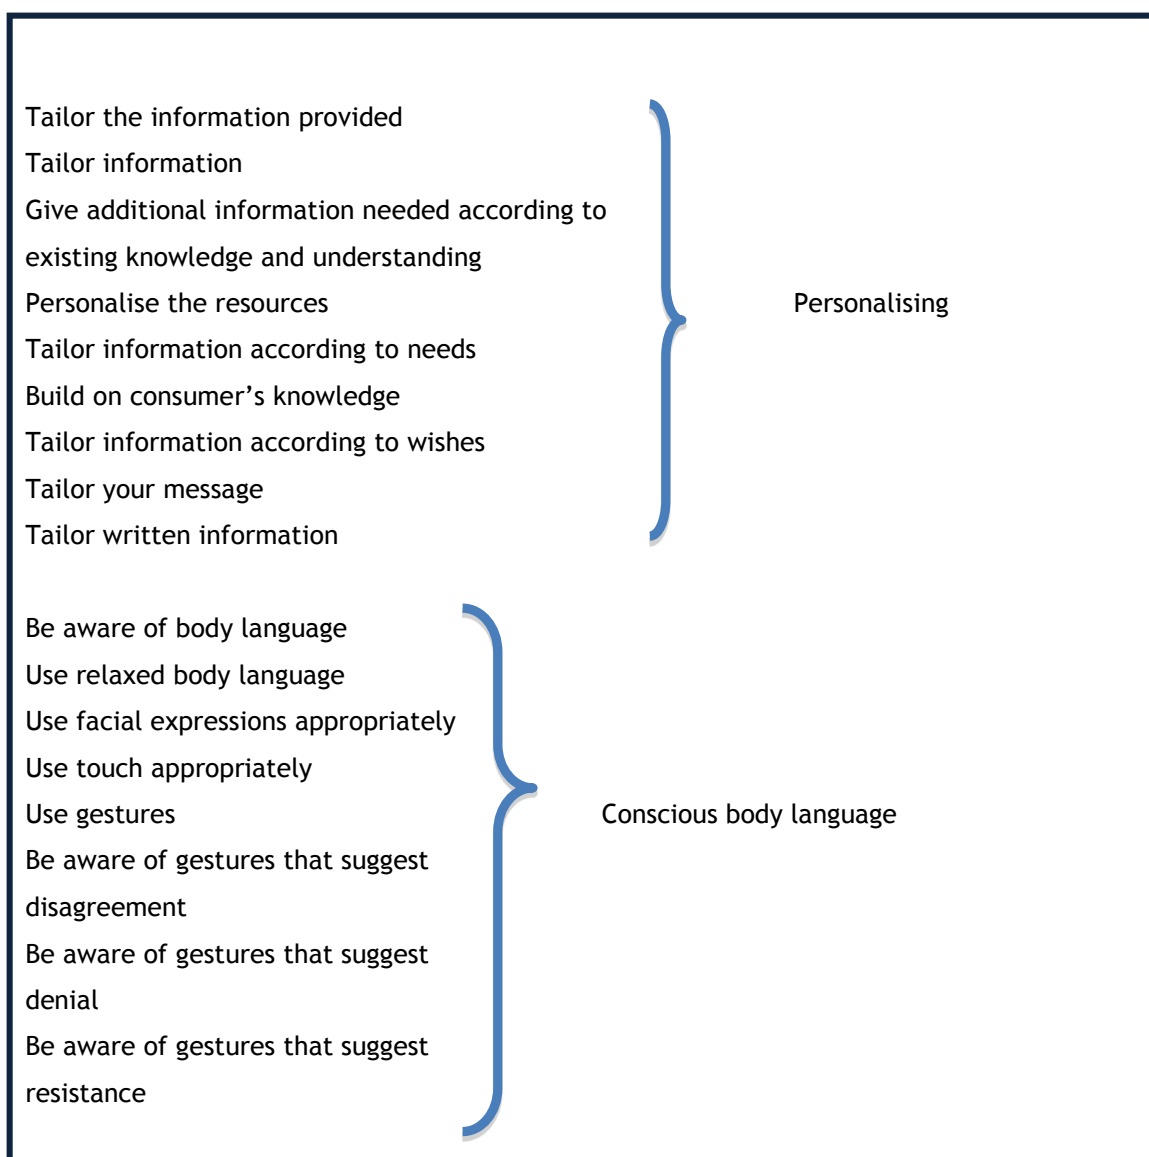 Tailor the information provided
Tailor information
Give additional information needed according to
existing knowledge and understanding
Personalise the resources
Personalising
Tailor information according to needs
Build on consumer’s knowledge
Tailor information according to wishes
Tailor your message
Tailor written information
Be aware of body language
Use relaxed body language
Use facial expressions appropriately
Use touch appropriately
Use gestures
Conscious body language
Be aware of gestures that suggest
disagreement
Be aware of gestures that suggest
denial
Be aware of gestures that suggest
resistance